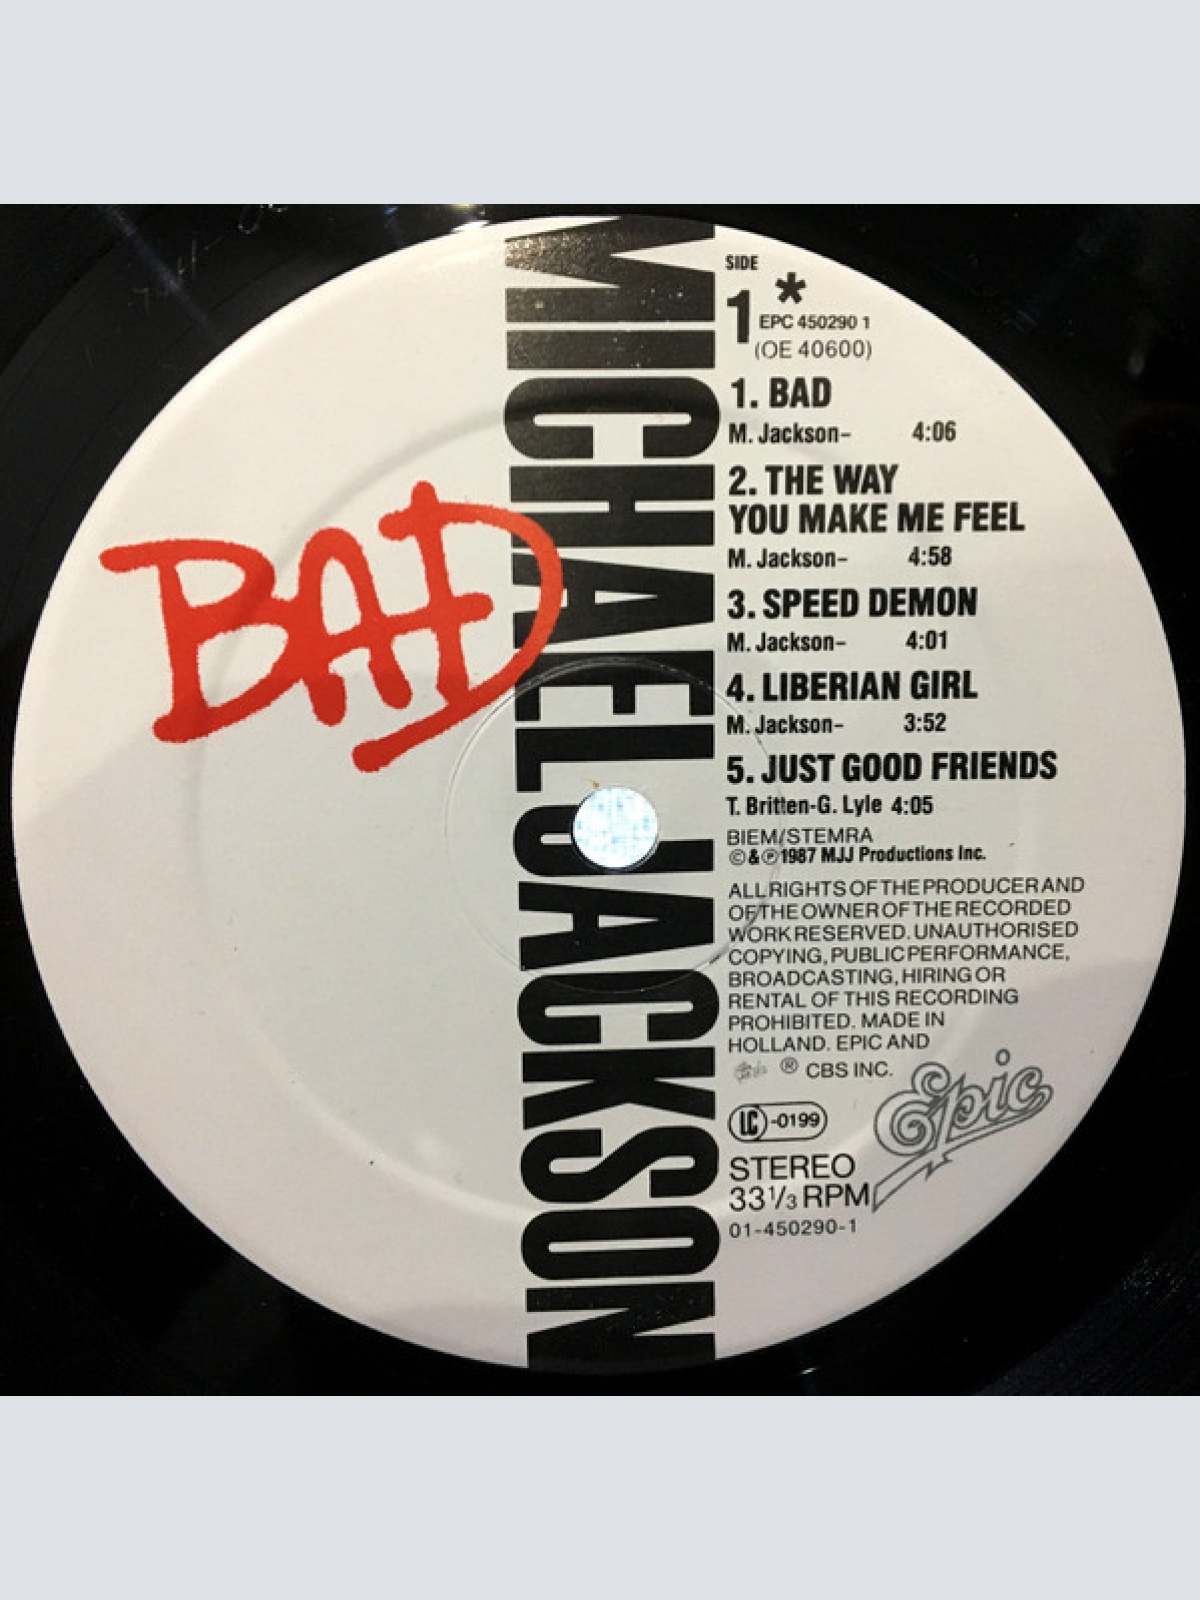 MICHAEL JACKSON
BAD
SIDE
1 *
EPC 450290 1
(OE 40600)
1. BAD
M. Jackson- 4:06
2. THE WAY
YOU MAKE ME FEEL
M. Jackson- 4:58
3. SPEED DEMON
M. Jackson- 4:01
4. LIBERIAN GIRL
M. Jackson- 3:52
5. JUST GOOD FRIENDS
T. Britten-G. Lyle 4:05
BIEM/STEMRA
©&℗1987 MJJ Productions Inc.
ALL RIGHTS OF THE PRODUCER AND
OF THE OWNER OF THE RECORDED
WORK RESERVED. UNAUTHORISED
COPYING, PUBLIC PERFORMANCE,
BROADCASTING, HIRING OR
RENTAL OF THIS RECORDING
PROHIBITED. MADE IN
HOLLAND. EPIC AND
® CBS INC.
Epic
LC-0199
STEREO
33 1/3 RPM
01-450290-1